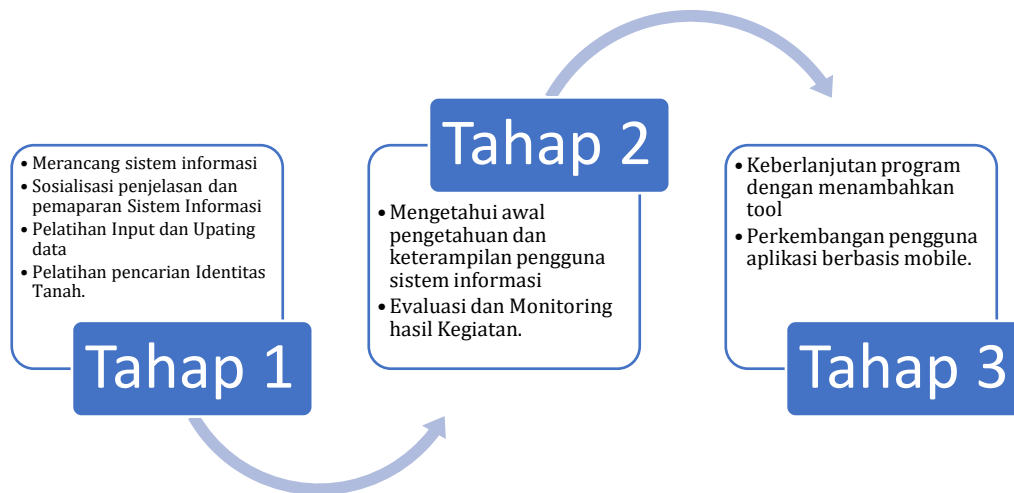 • Merancang sistem informasi
• Sosialisasi penjelasan dan
pemaparan Sistem Informasi
• Pelatihan Input dan Upating
data
• Pelatihan pencarian Identitas
Tanah.
Tahap 1
Tahap 2
• Mengetahui awal
pengetahuan dan
keterampilan pengguna
sistem informasi
• Evaluasi dan Monitoring
hasil Kegiatan.
• Keberlanjutan program
dengan menambahkan
tool
• Perkembangan pengguna
aplikasi berbasis mobile.
Tahap 3